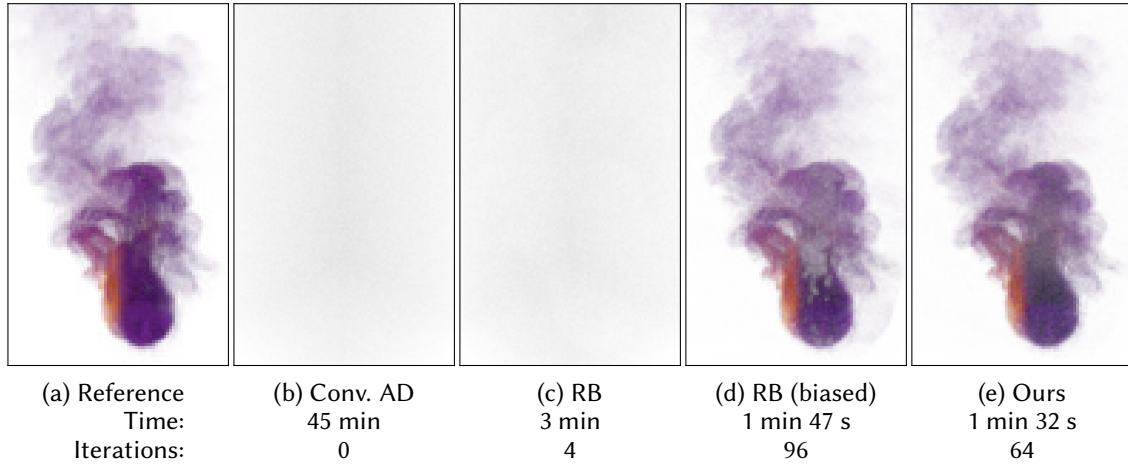 (a) Reference (b) Conv. AD (c) RB (d) RB (biased) (e) Ours
Time: 45 min 3 min 1 min 47 s 1 min 32 s
Iterations: 0 4 96 64